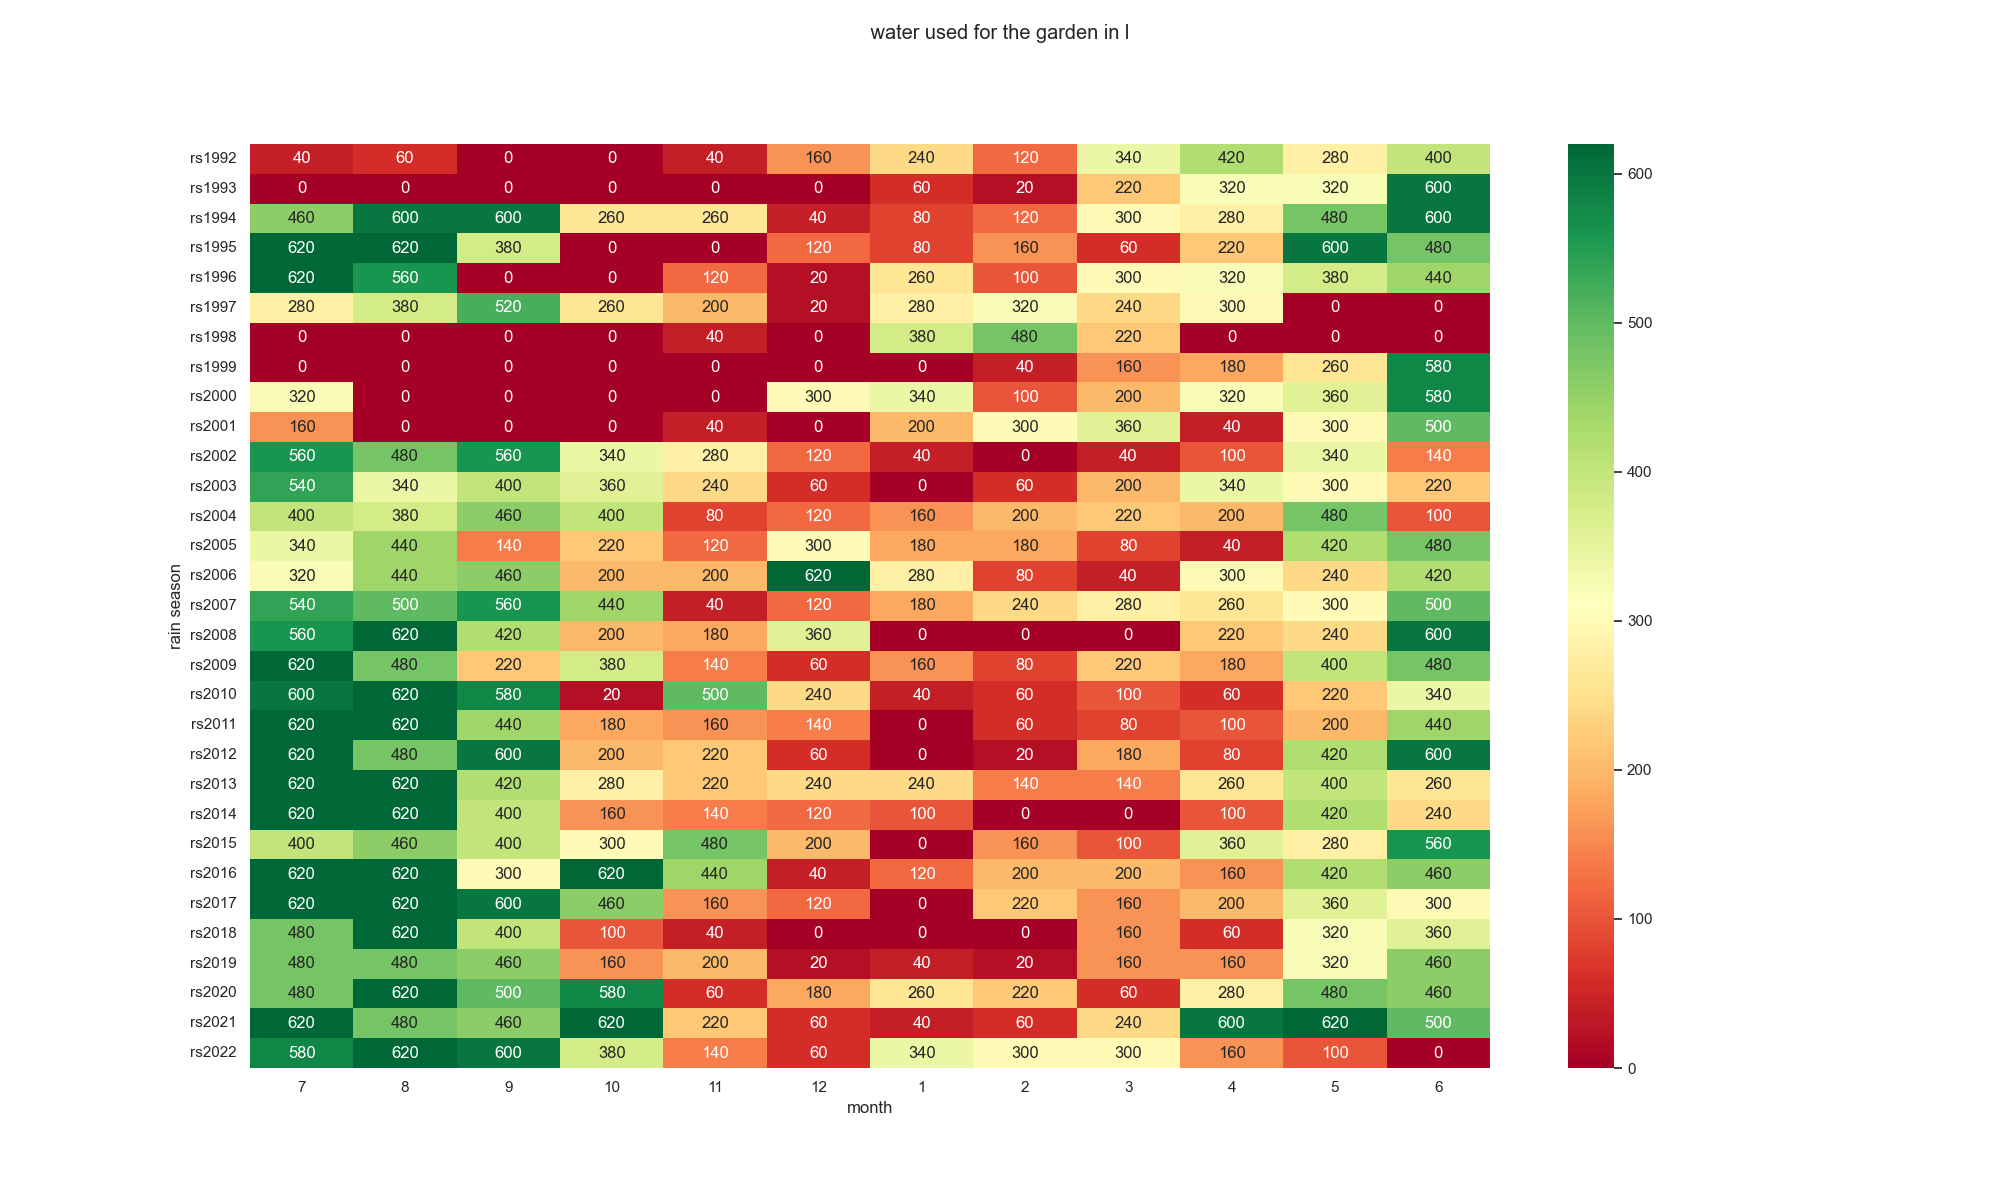 water used for the garden in l
rs1992 40 60 0 0 40 160 240 120 340 420 280 400
rs1993 0 0 0 0 0 0 60 20 220 320 320 600
rs1994 460 600 600 260 260 40 80 120 300 280 480 600
rs1995 620 620 380 0 0 120 80 160 60 220 600 480
rs1996 620 560 0 0 120 20 260 100 300 320 380 440
rs1997 280 380 520 260 200 20 280 320 240 300 0 0
rs1998 0 0 0 0 40 0 380 480 220 0 0 0
rs1999 0 0 0 0 0 0 0 40 160 180 260 580
rs2000 320 0 0 0 0 300 340 100 200 320 360 580
rs2001 160 0 0 0 40 0 200 300 360 40 300 500
rs2002 560 480 560 340 280 120 40 0 40 100 340 140
rs2003 540 340 400 360 240 60 0 60 200 340 300 220
rs2004 400 380 460 400 80 120 160 200 220 200 480 100
rs2005 340 440 140 220 120 300 180 180 80 40 420 480
rs2006 320 440 460 200 200 620 280 80 40 300 240 420
rs2007 540 500 560 440 40 120 180 240 280 260 300 500
rs2008 560 620 420 200 180 360 0 0 0 220 240 600
rs2009 620 480 220 380 140 60 160 80 220 180 400 480
rs2010 600 620 580 20 500 240 40 60 100 60 220 340
rs2011 620 620 440 180 160 140 0 60 80 100 200 440
rs2012 620 480 600 200 220 60 0 20 180 80 420 600
rs2013 620 620 420 280 220 240 240 140 140 260 400 260
rs2014 620 620 400 160 140 120 100 0 0 100 420 240
rs2015 400 460 400 300 480 200 0 160 100 360 280 560
rs2016 620 620 300 620 440 40 120 200 200 160 420 460
rs2017 620 620 600 460 160 120 0 220 160 200 360 300
rs2018 480 620 400 100 40 0 0 0 160 60 320 360
rs2019 480 480 460 160 200 20 40 20 160 160 320 460
rs2020 480 620 500 580 60 180 260 220 60 280 480 460
rs2021 620 480 460 620 220 60 40 60 240 600 620 500
rs2022 580 620 600 380 140 60 340 300 300 160 100 0
7 8 9 10 11 12 1 2 3 4 5 6
month
rain season
600
500
400
300
200
100
0